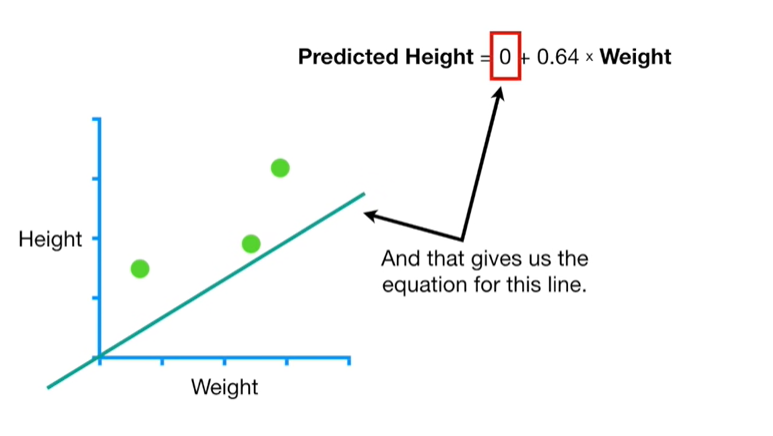 Predicted Height = 0 + 0.64 × Weight
Height
And that gives us the
equation for this line.
Weight